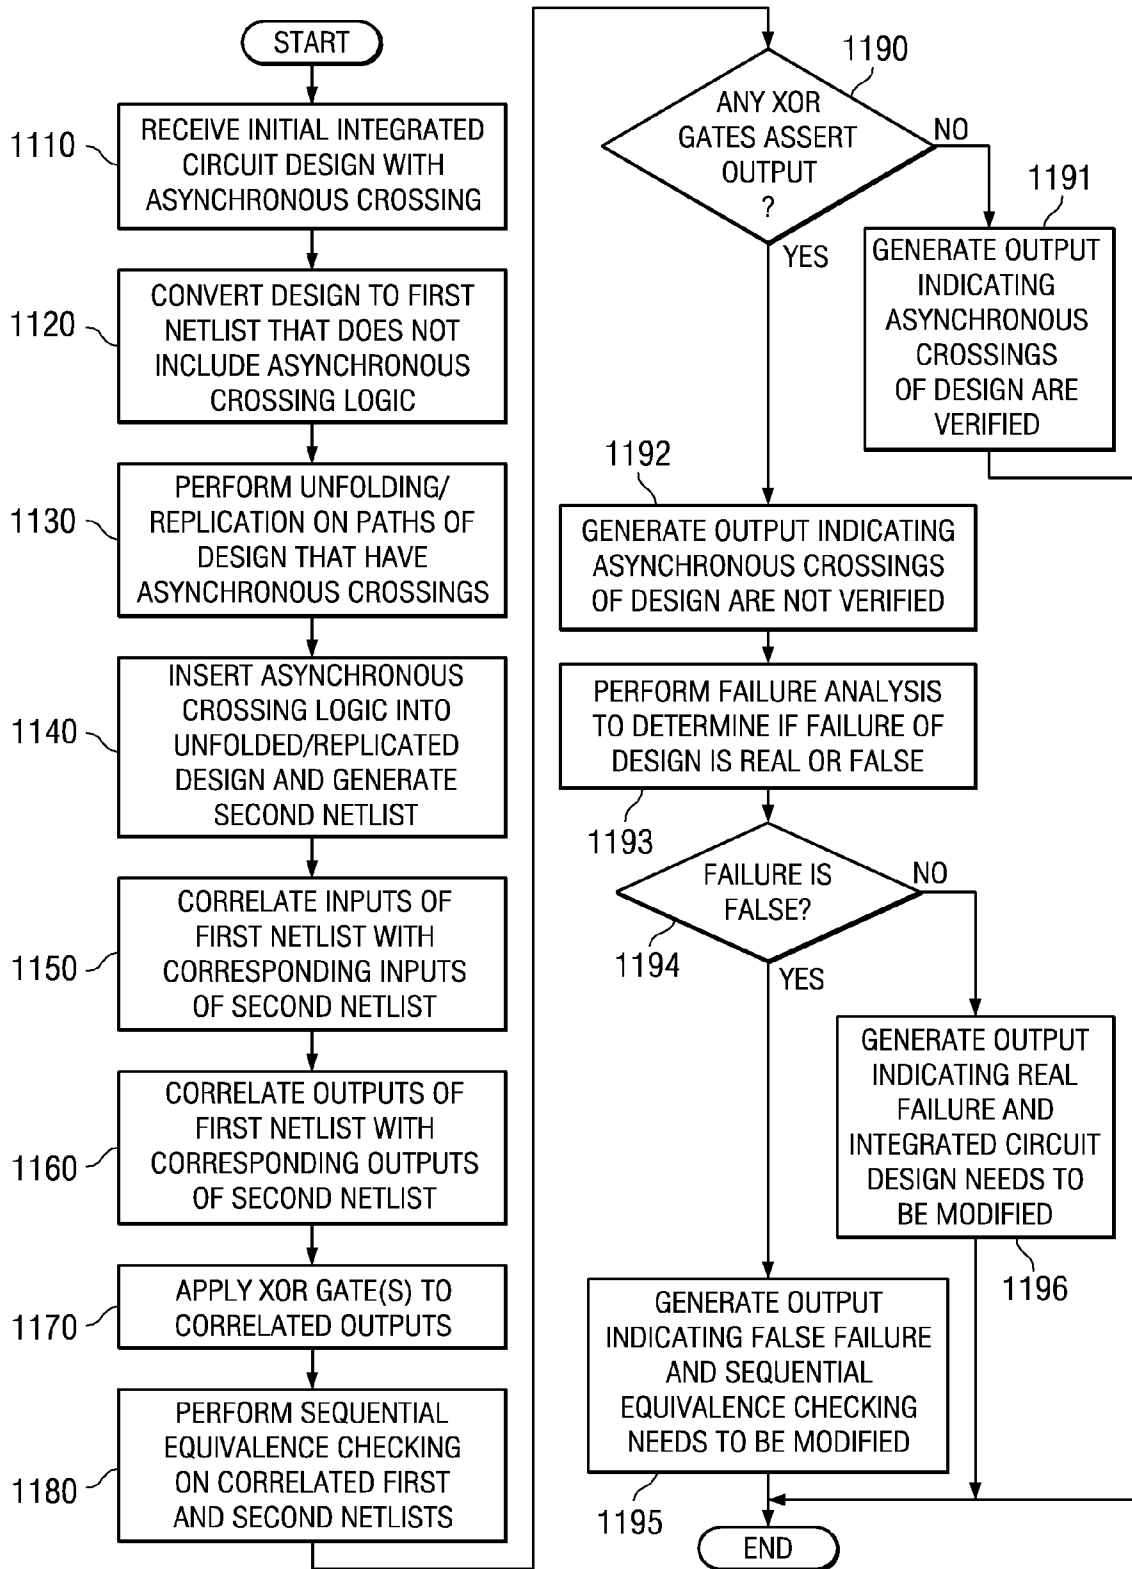 START
1110
RECEIVE INITIAL INTEGRATED
CIRCUIT DESIGN WITH
ASYNCHRONOUS CROSSING
1120
CONVERT DESIGN TO FIRST
NETLIST THAT DOES NOT
INCLUDE ASYNCHRONOUS
CROSSING LOGIC
1130
PERFORM UNFOLDING/
REPLICATION ON PATHS OF
DESIGN THAT HAVE
ASYNCHRONOUS CROSSINGS
1140
INSERT ASYNCHRONOUS
CROSSING LOGIC INTO
UNFOLDED/REPLICATED
DESIGN AND GENERATE
SECOND NETLIST
1150
CORRELATE INPUTS OF
FIRST NETLIST WITH
CORRESPONDING INPUTS
OF SECOND NETLIST
1160
CORRELATE OUTPUTS OF
FIRST NETLIST WITH
CORRESPONDING OUTPUTS
OF SECOND NETLIST
1170
APPLY XOR GATE(S) TO
CORRELATED OUTPUTS
1180
PERFORM SEQUENTIAL
EQUIVALENCE CHECKING
ON CORRELATED FIRST
AND SECOND NETLISTS
1190
ANY XOR
GATES ASSERT
OUTPUT
?
NO
YES
1191
GENERATE OUTPUT
INDICATING
ASYNCHRONOUS
CROSSINGS
OF DESIGN ARE
VERIFIED
1192
GENERATE OUTPUT INDICATING
ASYNCHRONOUS CROSSINGS
OF DESIGN ARE NOT VERIFIED
PERFORM FAILURE ANALYSIS
TO DETERMINE IF FAILURE OF
DESIGN IS REAL OR FALSE
1193
FAILURE IS
FALSE?
NO
1194
YES
GENERATE OUTPUT
INDICATING REAL
FAILURE AND
INTEGRATED CIRCUIT
DESIGN NEEDS TO
BE MODIFIED
1196
GENERATE OUTPUT
INDICATING FALSE FAILURE
AND SEQUENTIAL
EQUIVALENCE CHECKING
NEEDS TO BE MODIFIED
1195
END